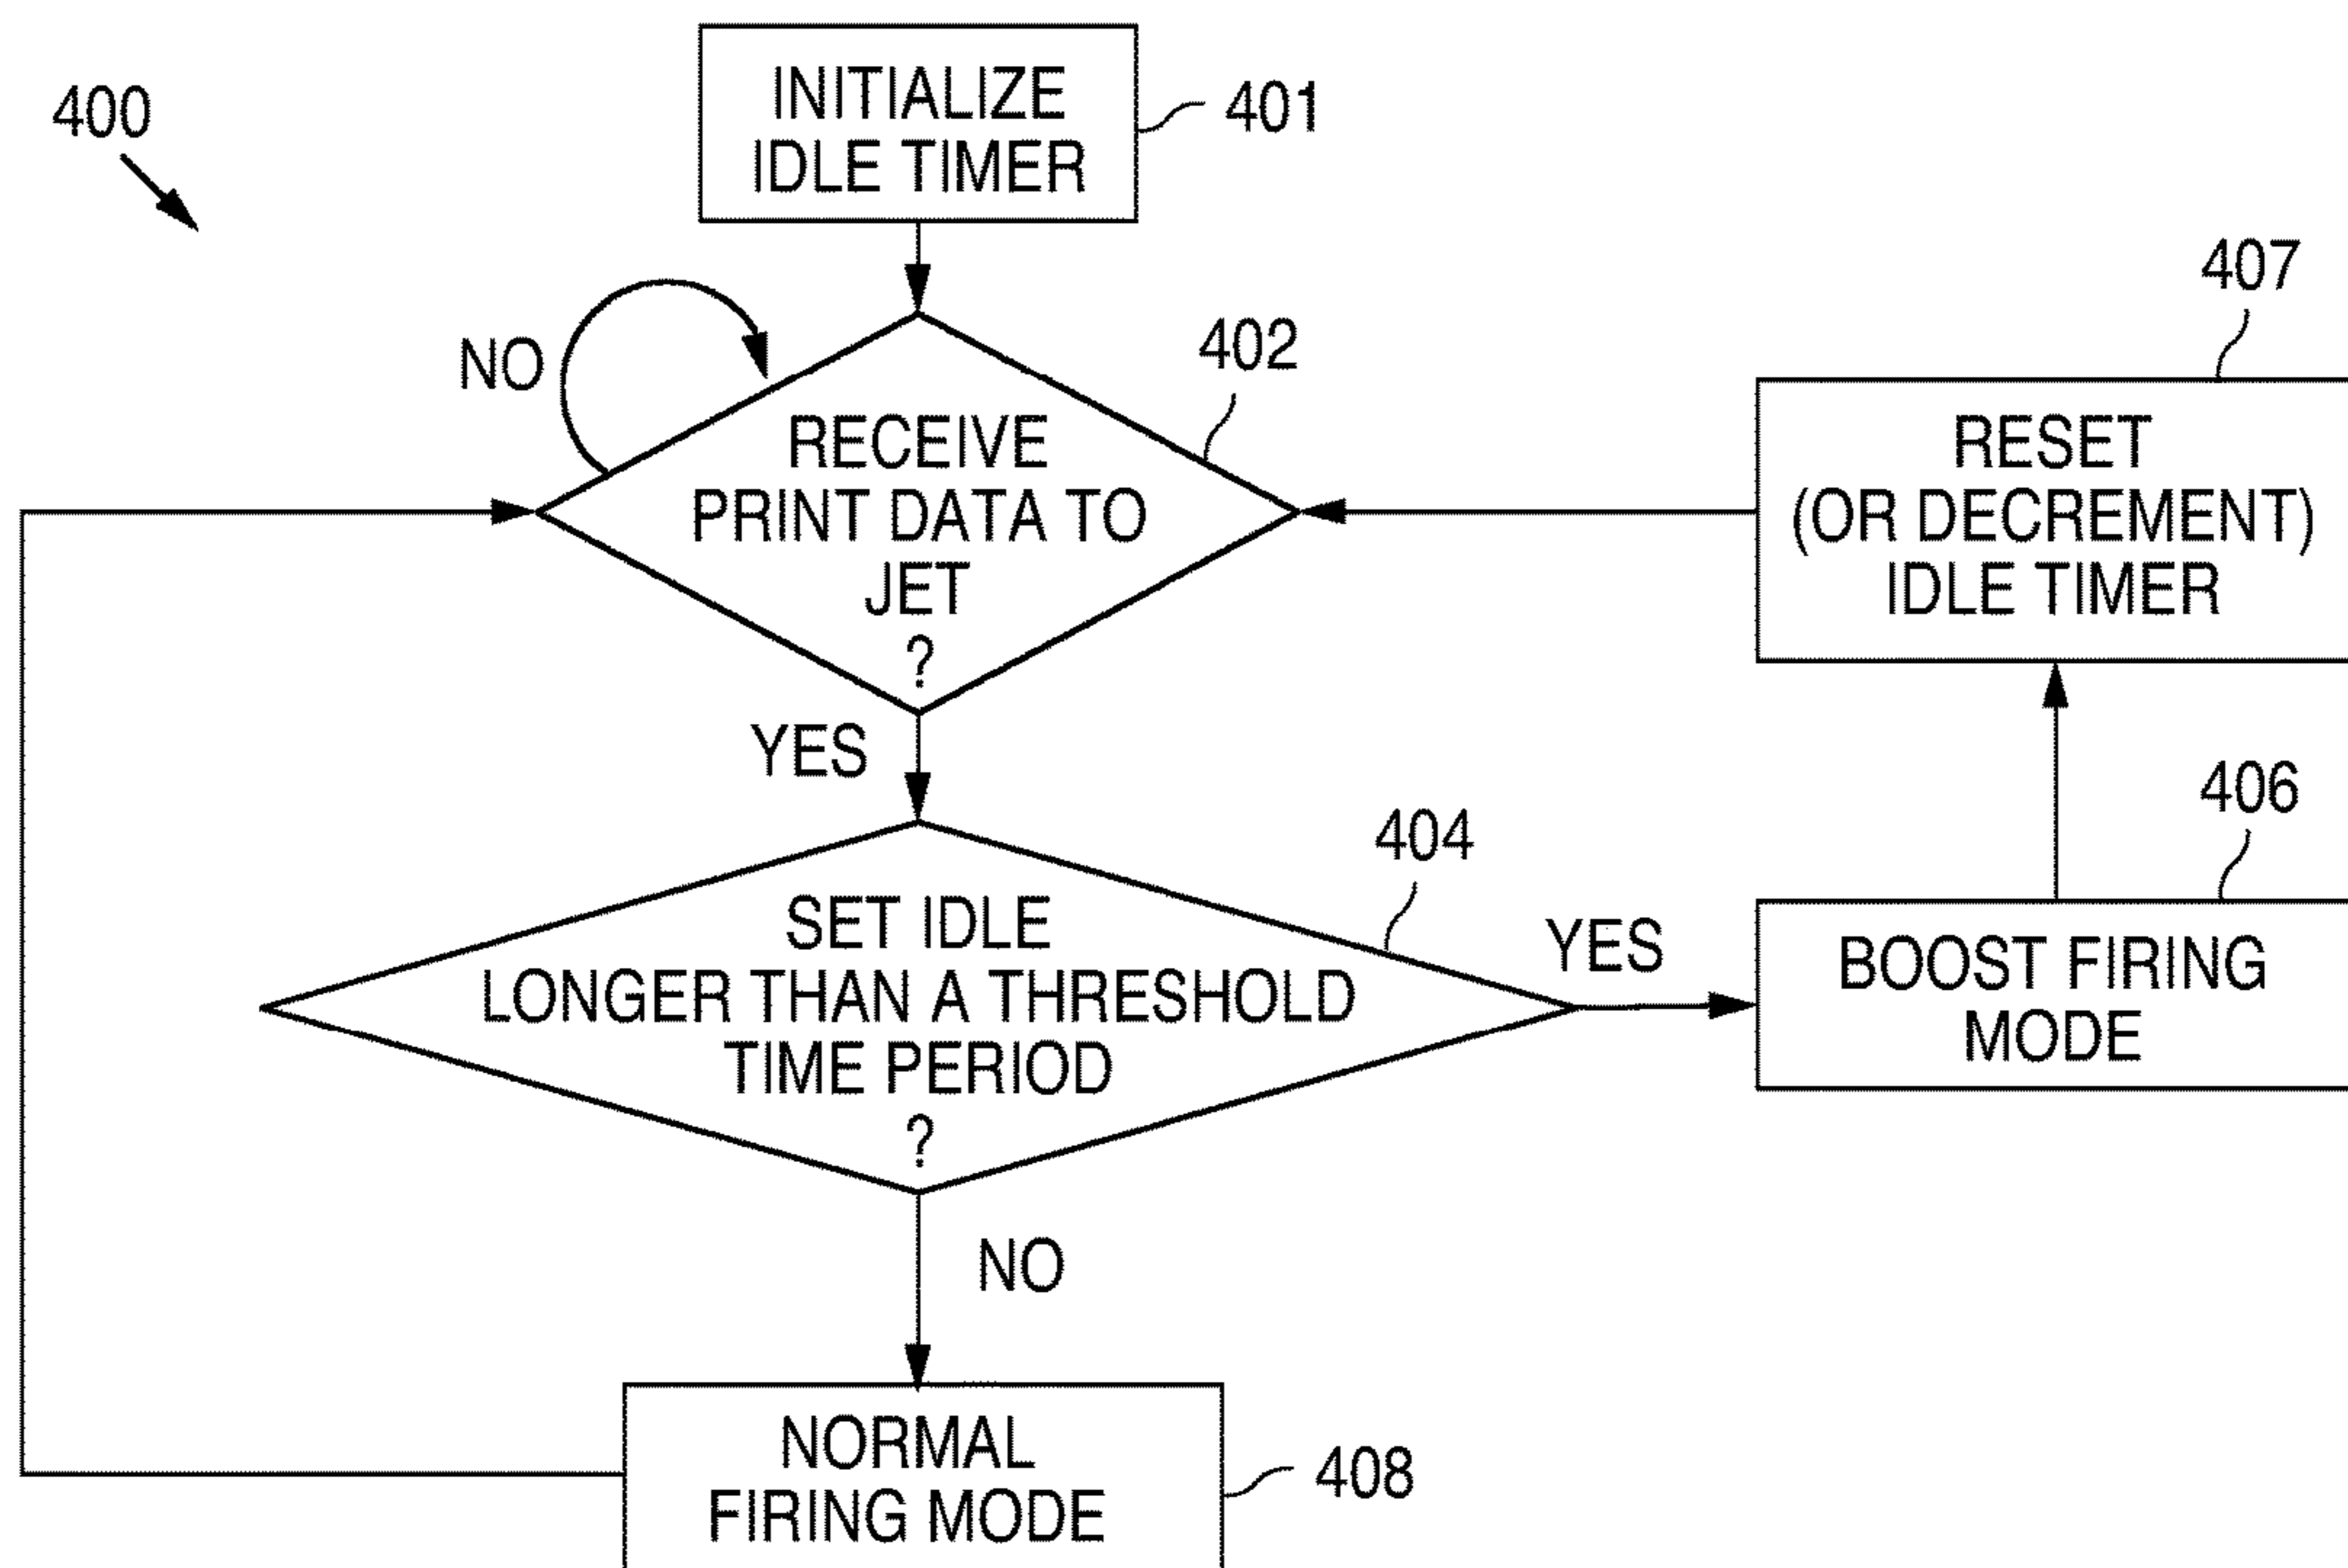 400
INITIALIZE
IDLE TIMER
401
NO
402
RECEIVE
PRINT DATA TO
JET
?
407
RESET
(OR DECREMENT)
IDLE TIMER
YES
404
SET IDLE
LONGER THAN A THRESHOLD
TIME PERIOD
?
YES
406
BOOST FIRING
MODE
NO
NORMAL
FIRING MODE
408